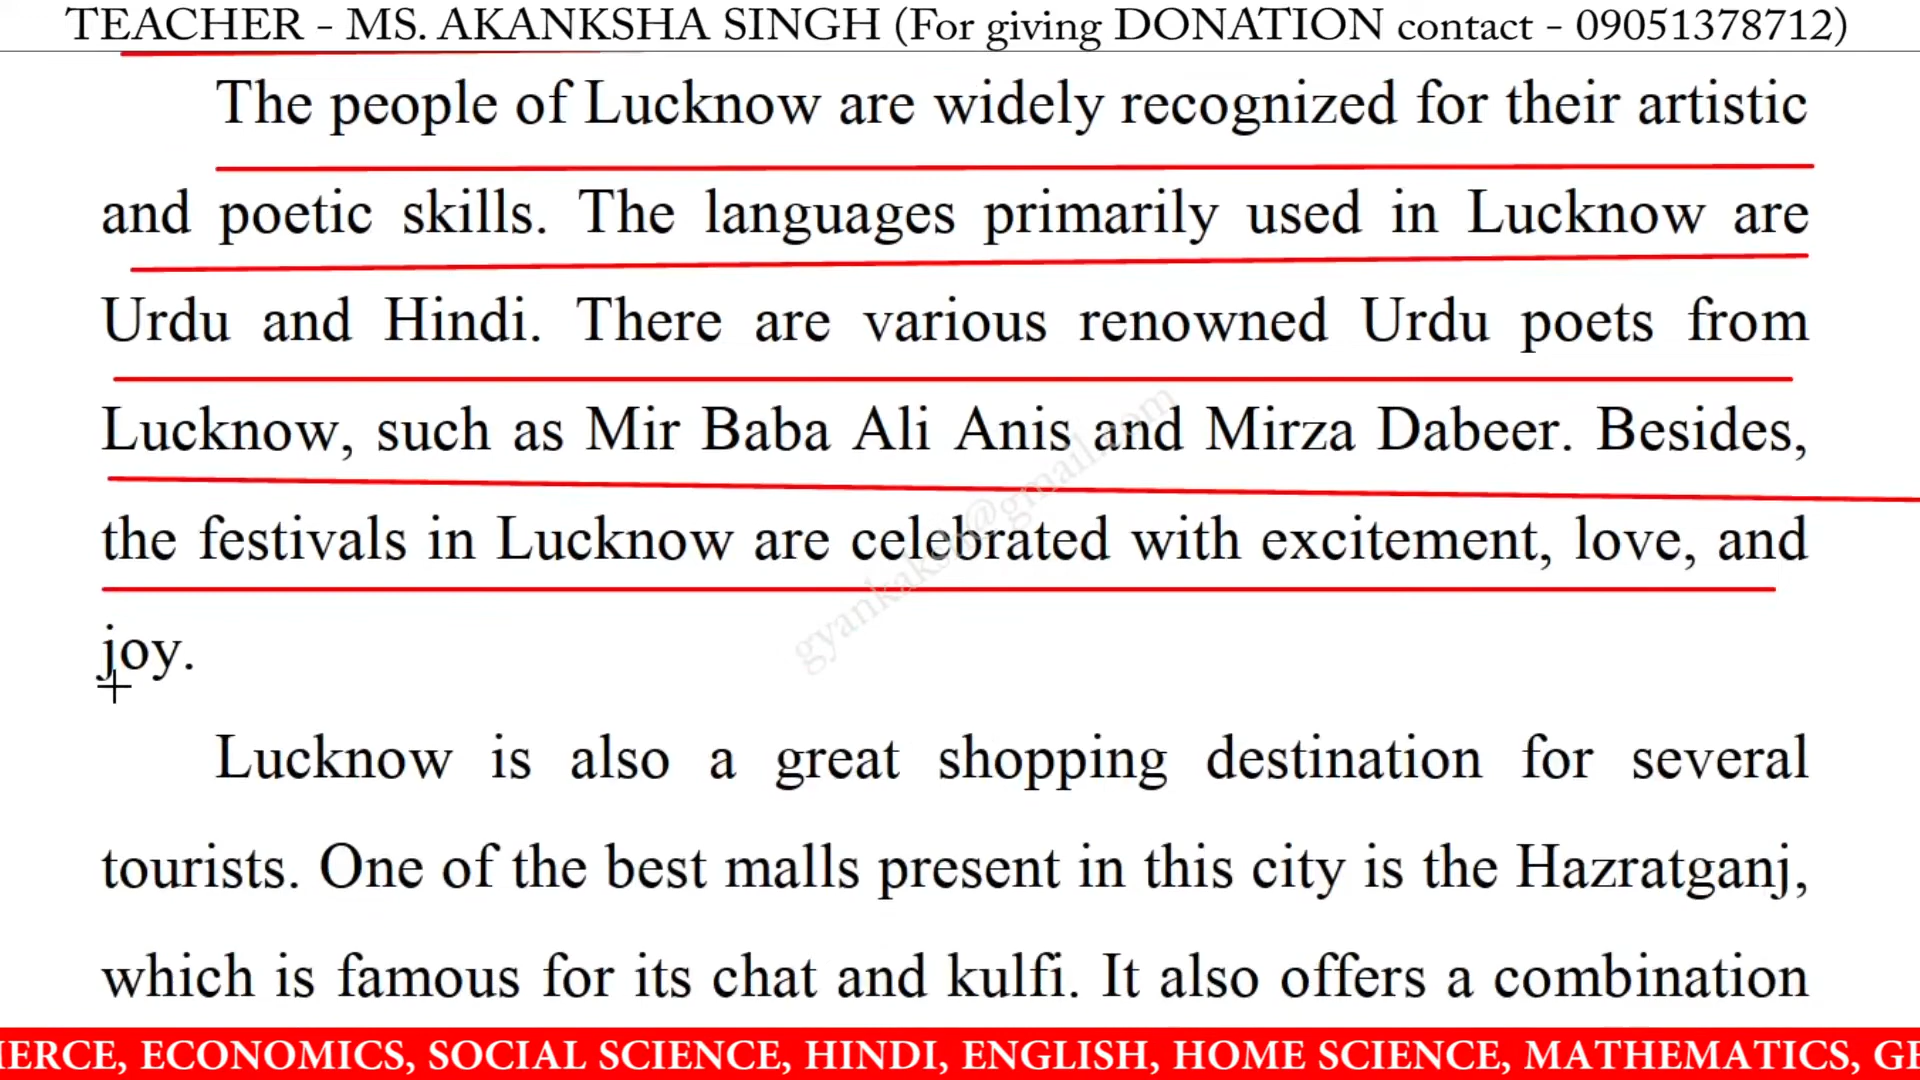 TEACHER - MS. AKANKSHA SINGH (For giving DONATION contact - 09051378712)
The people of Lucknow are widely recognized for their artistic
and poetic skills. The languages primarily used in Lucknow are
Urdu and Hindi. There are various renowned Urdu poets from
Lucknow, such as Mir Baba Ali Anis and Mirza Dabeer. Besides,
the festivals in Lucknow are celebrated with excitement, love, and
joy.
Lucknow is also a great shopping destination for several
tourists. One of the best malls present in this city is the Hazratganj,
which is famous for its chat and kulfi. It also offers a combination
ECONOMICS, SOCIAL SCIENCE, HINDI, ENGLISH, HOME SCIENCE, MATHEMATICS,